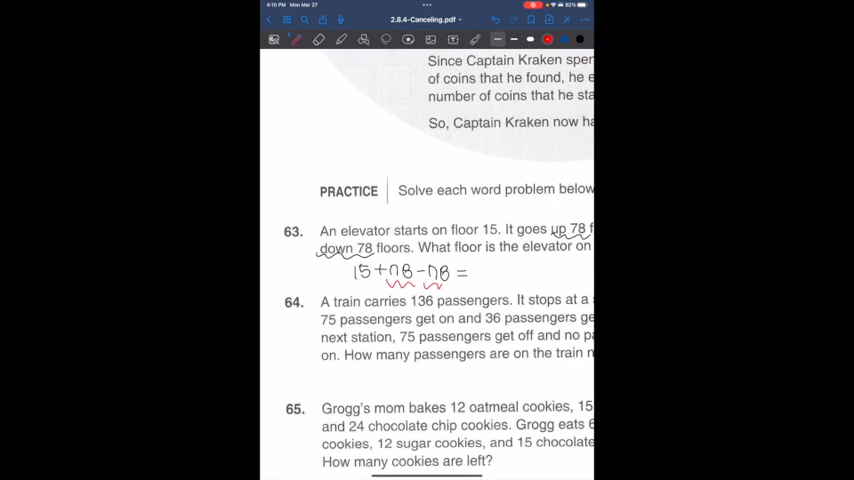 4:10 PM Mon Mar 27
92%
2.8.4-Canceling.pdf
Since Captain Kraken sper
of coins that he found, he e
number of coins that he sta
So, Captain Kraken now ha
PRACTICE Solve each word problem below
63. An elevator starts on floor 15. It goes up 78 f
down 78 floors. What floor is the elevator on
15+78-78=
64. A train carries 136 passengers. It stops at a s
75 passengers get on and 36 passengers ge
next station, 75 passengers get off and no pa
on. How many passengers are on the train n
65. Grogg's mom bakes 12 oatmeal cookies, 15
and 24 chocolate chip cookies. Grogg eats 6
cookies, 12 sugar cookies, and 15 chocolate
How many cookies are left?